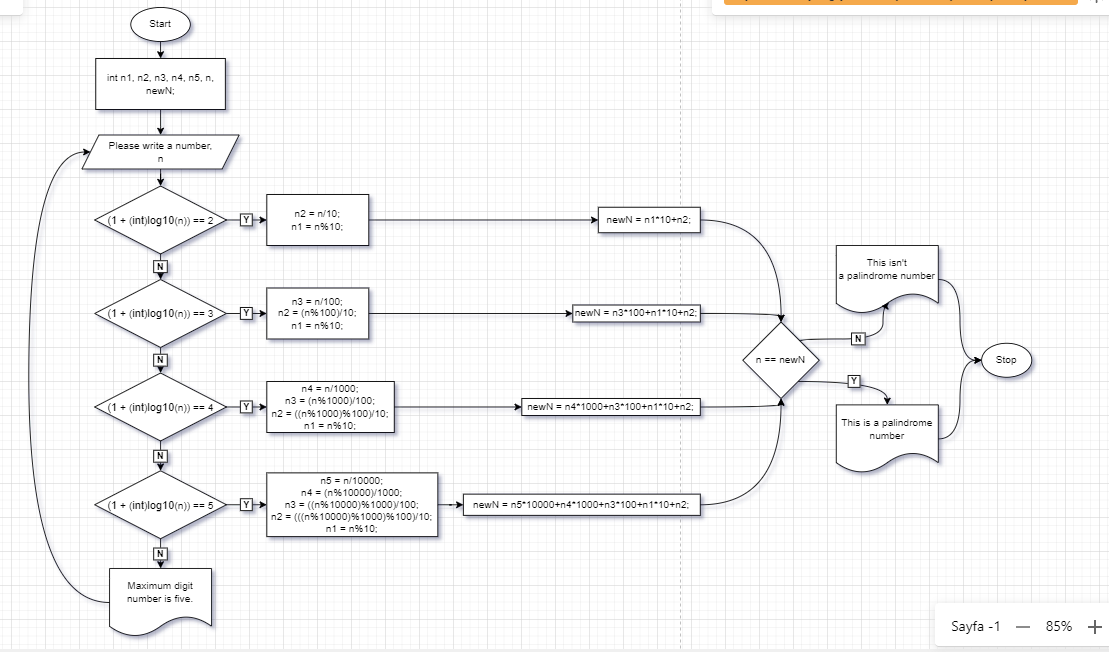 Start
int n1, n2, n3, n4, n5, n,
newN;
Please write a number,
n
(1 + (int)log10(n)) == 2
Y
n2 = n/10;
n1 = n%10;
newN = n1*10+n2;
N
(1 + (int)log10(n)) == 3
Y
n3 = n/100;
n2 = (n%100)/10;
n1 = n%10;
newN = n3*100+n1*10+n2;
N
(1 + (int)log10(n)) == 4
Y
n4 = n/1000;
n3 = (n%1000)/100;
n2 = ((n%1000)%100)/10;
n1 = n%10;
newN = n4*1000+n3*100+n1*10+n2;
N
(1 + (int)log10(n)) == 5
Y
n5 = n/10000;
n4 = (n%10000)/1000;
n3 = ((n%10000)%1000)/100;
n2 = (((n%10000)%1000)%100)/10;
n1 = n%10;
newN = n5*10000+n4*1000+n3*100+n1*10+n2;
N
Maximum digit
number is five.
n == newN
N
This isn't
a palindrome number
Y
This is a palindrome
number
Stop
Sayfa -1
85%